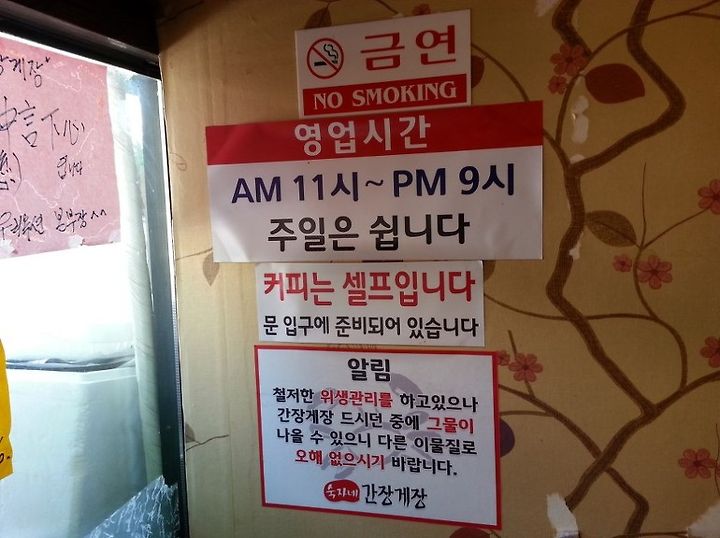 금연
NO SMOKING
영업시간
AM 11시~PM 9시
주일은 쉽니다
커피는 셀프입니다
문 입구에 준비되어 있습니다
알림
철저한 위생관리를 하고있으나
간장게장 드시던 중에 그물이
나올 수 있으니 다른 이물질로
오해 없으시기 바랍니다.
숙자네 간장게장